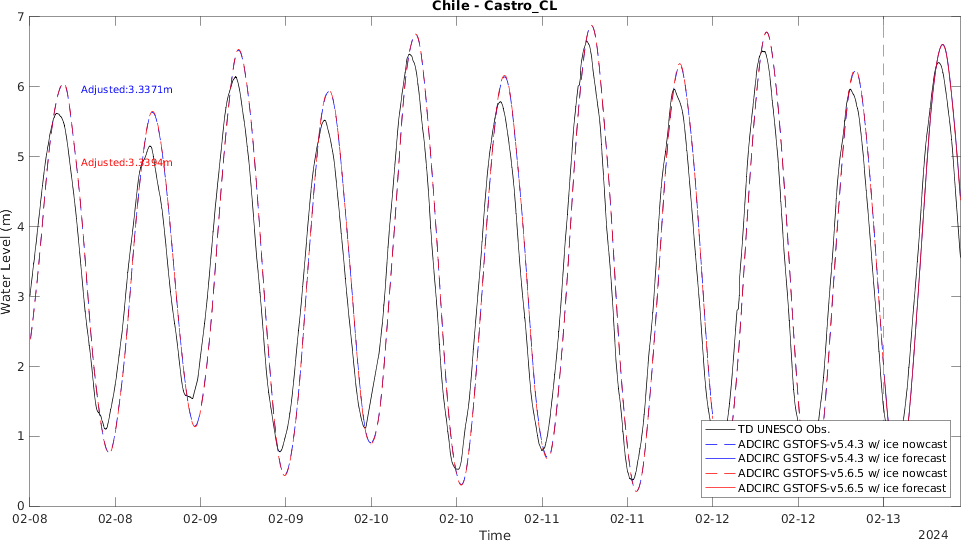 Chile - Castro_CL
7
6
5
4
3
2
1
0
Water Level (m)
Adjusted:3.3371m
Adjusted:3.3394m
TD UNESCO Obs.
ADCIRC GSTOFS-v5.4.3 w/ ice nowcast
ADCIRC GSTOFS-v5.4.3 w/ ice forecast
ADCIRC GSTOFS-v5.6.5 w/ ice nowcast
ADCIRC GSTOFS-v5.6.5 w/ ice forecast
02-08 02-08 02-09 02-09 02-10 02-10 02-11 02-11 02-12 02-12 02-13
Time
2024